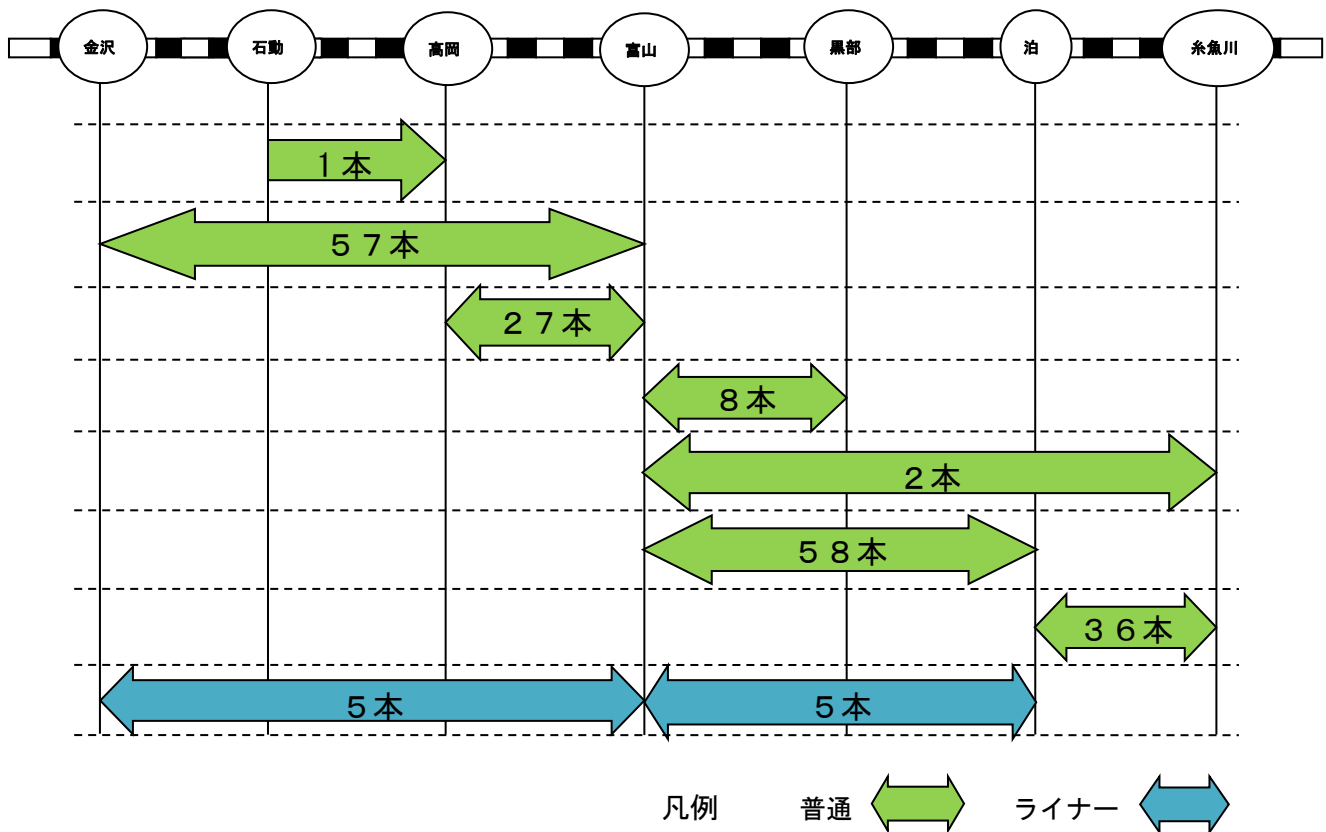 金沢 石動 高岡 富山 黒部 泊 糸魚川
1本
57本
27本
8本
2本
58本
36本
5本 5本
凡例 普通 ライナー